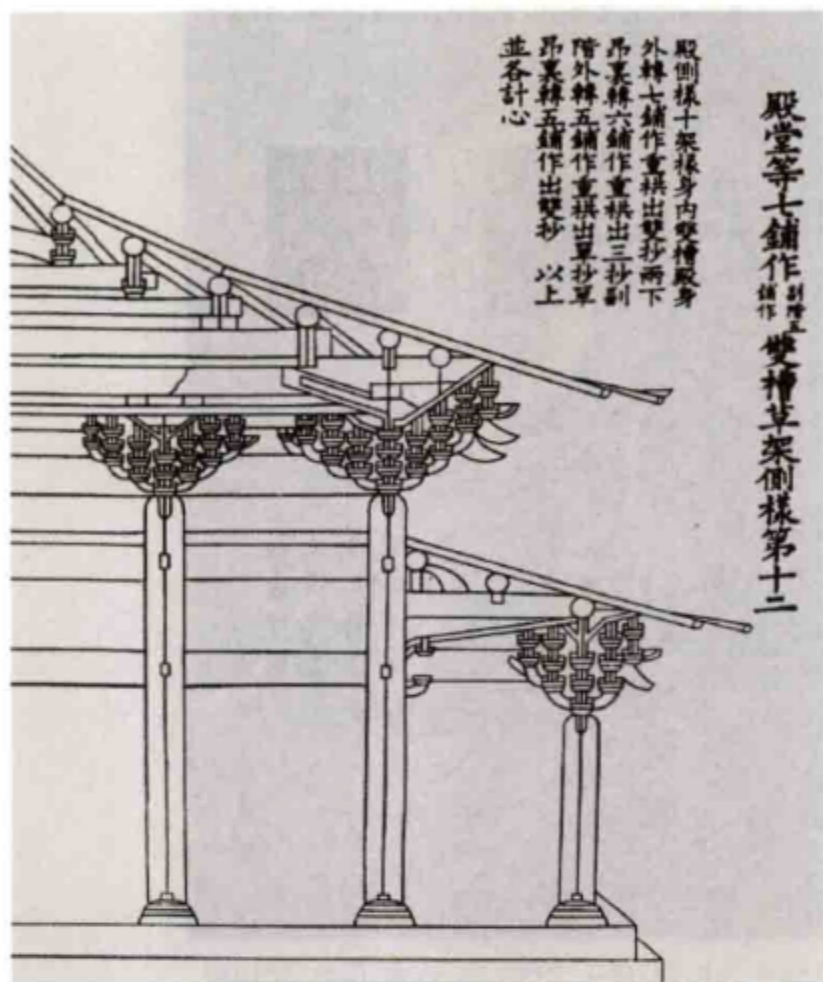 殿堂等七鋪作副階五鋪作雙槽草架側樣第十二
殿側樣十架椽身內雙槽殿身
外轉七鋪作重栱出雙抄兩下
昂裏轉六鋪作重栱出三抄副
階外轉五鋪作重栱出單抄單
昂裏轉五鋪作出雙抄 以上
並各計心